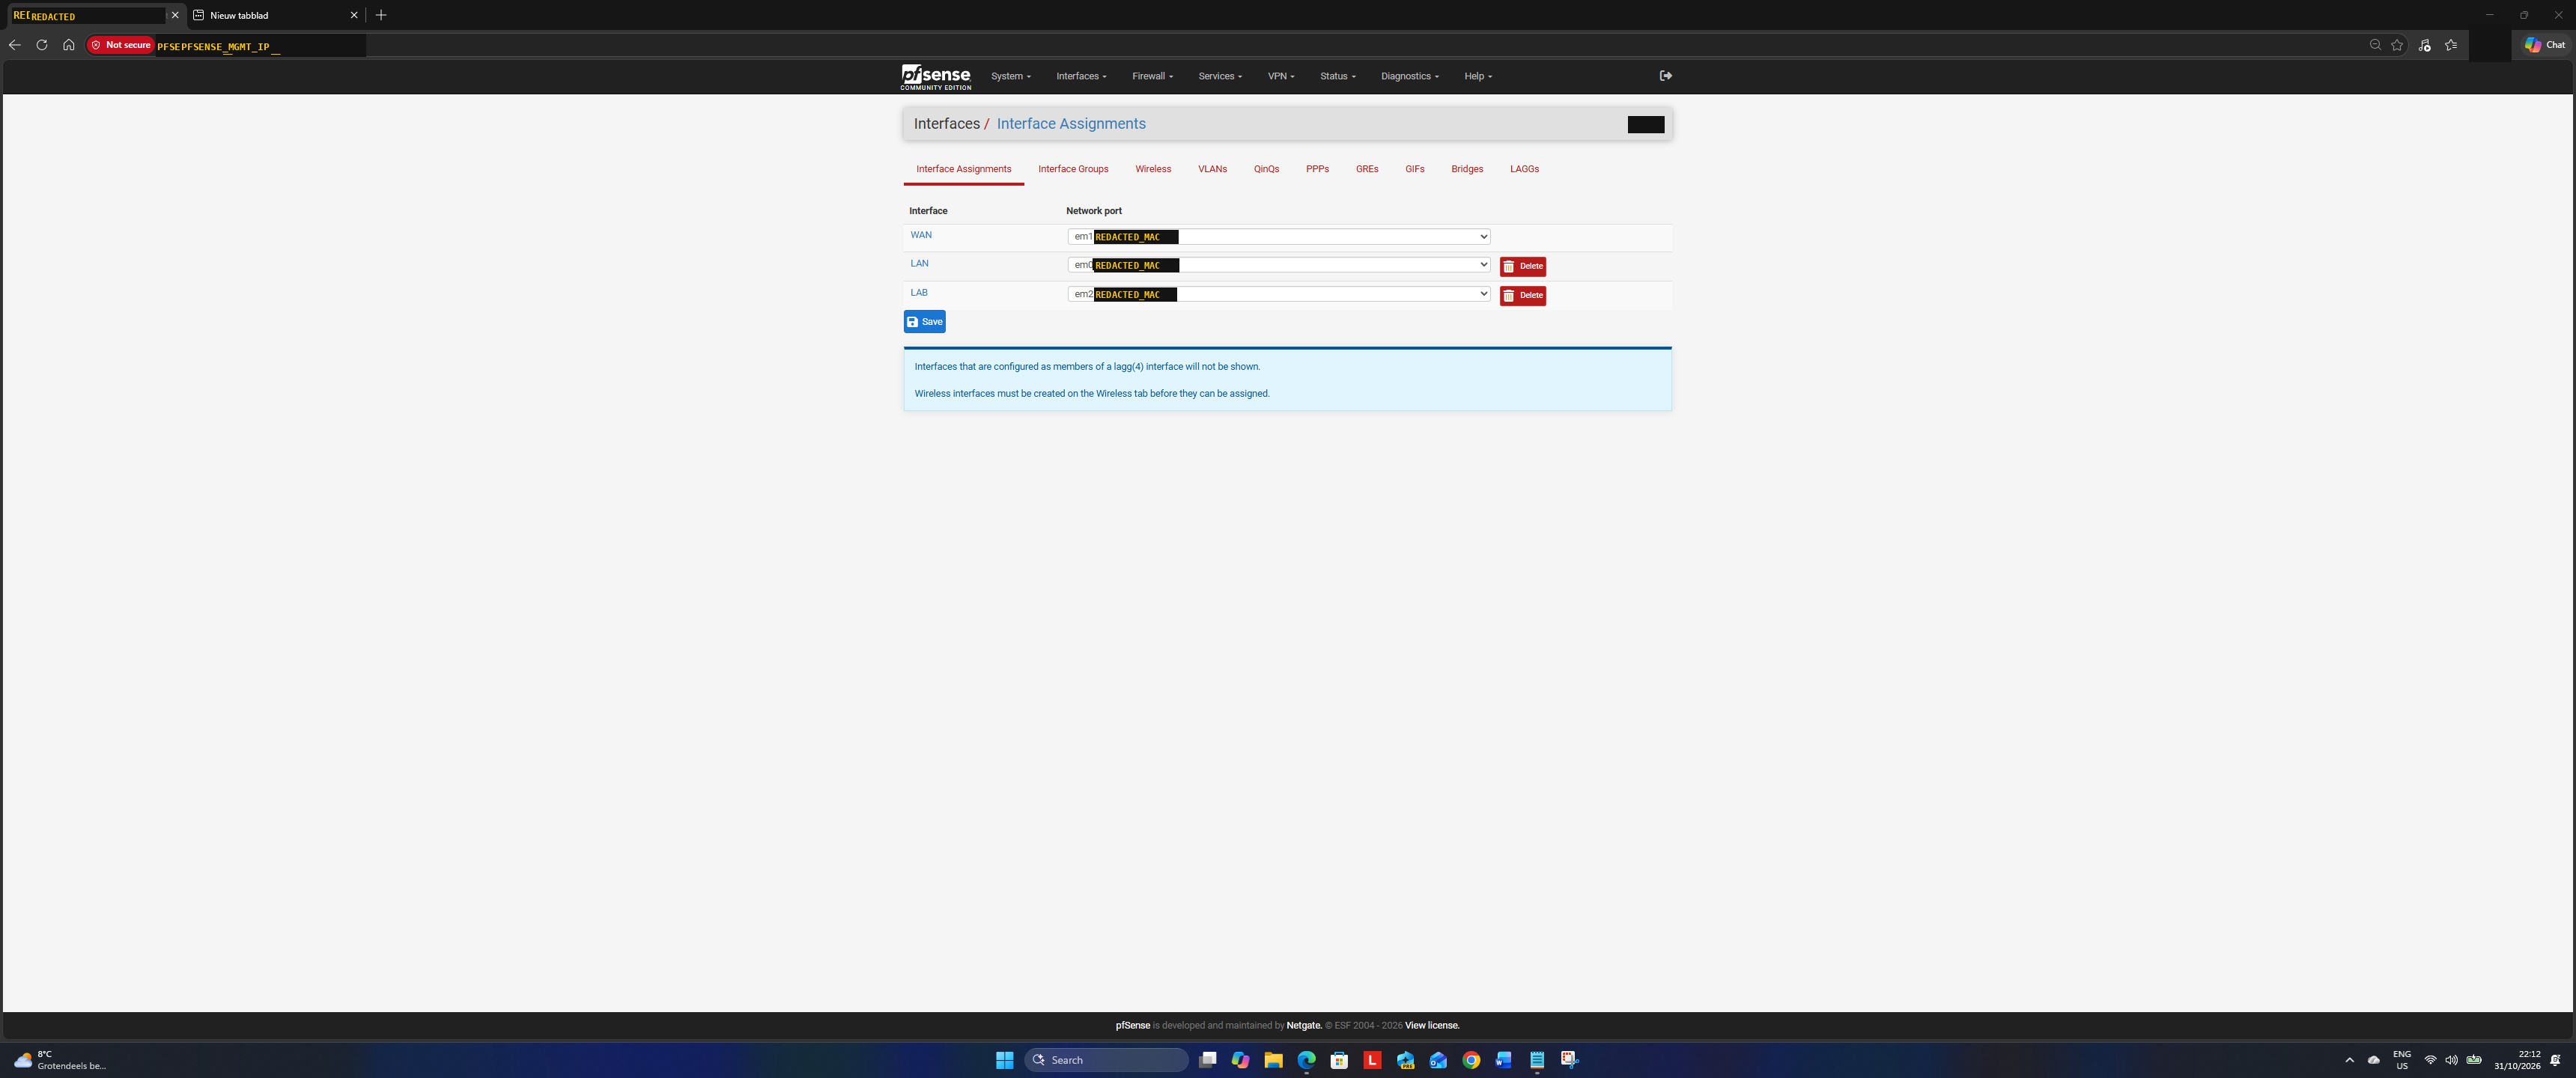 RE[REDACTED
Nieuw tabblad
Not secure PFSEPFSENSE_MGMT_IP__
Chat
pfsense COMMUNITY EDITION
System Interfaces Firewall Services VPN Status Diagnostics Help
Interfaces / Interface Assignments
Interface Assignments Interface Groups Wireless VLANs QinQs PPPs GREs GIFs Bridges LAGGs
Interface Network port
WAN em1 REDACTED_MAC
LAN em0 REDACTED_MAC Delete
LAB em2 REDACTED_MAC Delete
Save
Interfaces that are configured as members of a lagg(4) interface will not be shown.
Wireless interfaces must be created on the Wireless tab before they can be assigned.
pfSense is developed and maintained by Netgate. © ESF 2004 - 2026 View license.
8°C
Grotendeels be...
Search
L
PRE
ENG
US
22:12
31/10/2026